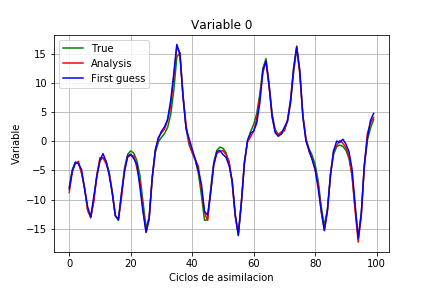 Variable 0
True
Analysis
First guess
Variable
15
10
5
0
−5
−10
−15
0
20
40
60
80
100
Ciclos de asimilacion